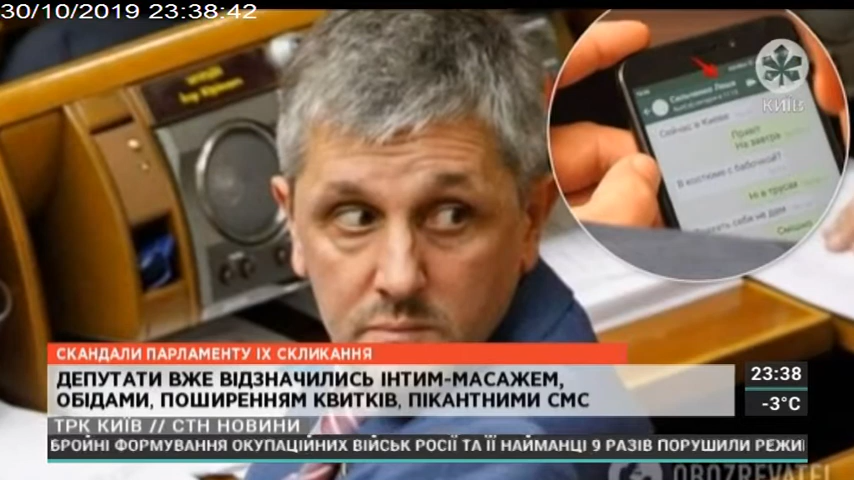 30/10/2019 23:38:42
КИЇВ
Сейчас в Киеве
Привіт
На завтра
В костюме с бабочкой?
Ні в трусах
СКАНДАЛИ ПАРЛАМЕНТУ IX СКЛИКАННЯ
ДЕПУТАТИ ВЖЕ ВІДЗНАЧИЛИСЬ ІНТИМ-МАСАЖЕМ,
ОБІДАМИ, ПОШИРЕННЯМ КВИТКІВ, ПІКАНТНИМИ СМС
23:38
-3°C
ТРК КИЇВ // СТН НОВИНИ
БРОЙНІ ФОРМУВАННЯ ОКУПАЦІЙНИХ ВІЙСЬК РОСІЇ ТА ЇЇ НАЙМАНЦІ 9 РАЗІВ ПОРУШИЛИ РЕЖИ
OBOZREVATEL